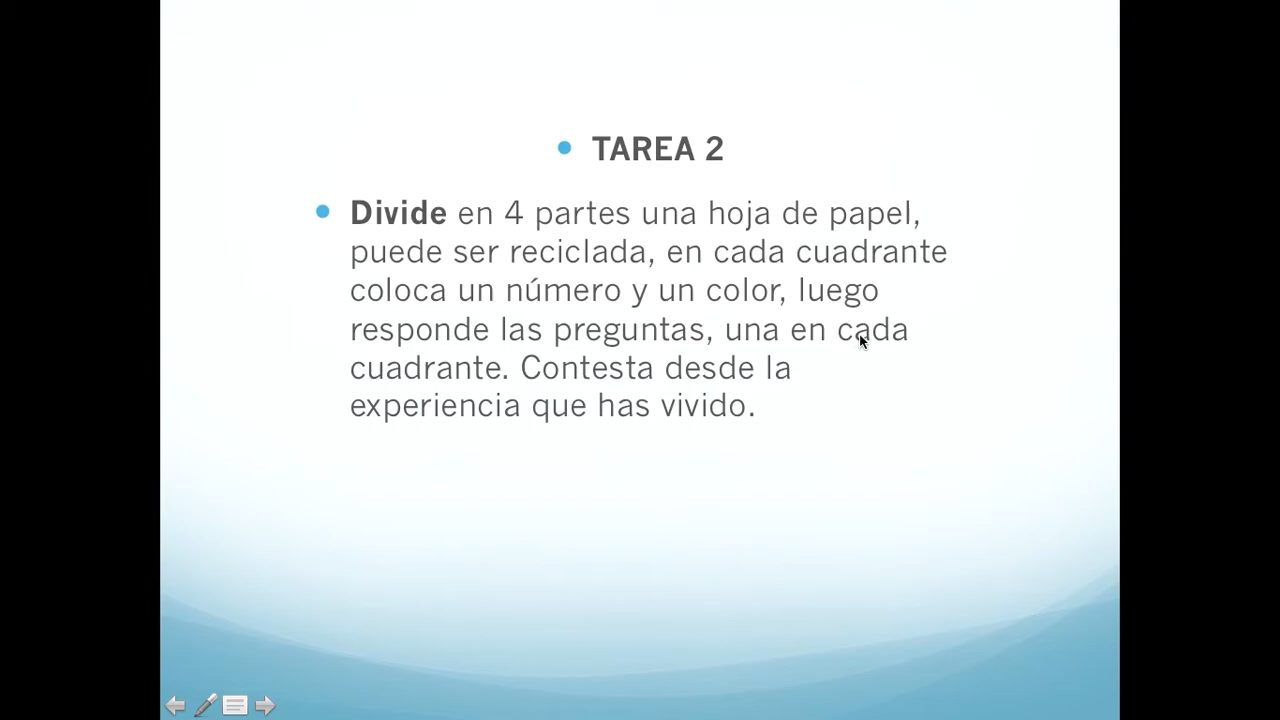 TAREA 2
Divide en 4 partes una hoja de papel,
puede ser reciclada, en cada cuadrante
coloca un número y un color, luego
responde las preguntas, una en cada
cuadrante. Contesta desde la
experiencia que has vivido.